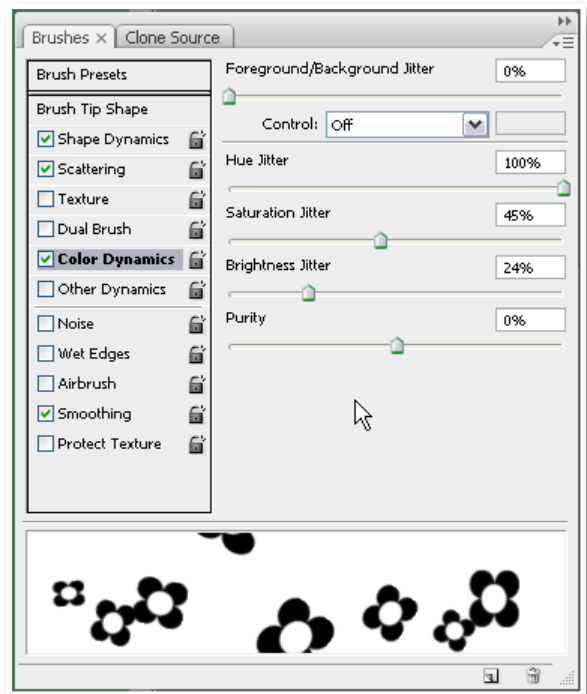 Brushes × Clone Source
Brush Presets
Brush Tip Shape
Shape Dynamics
Scattering
Texture
Dual Brush
Color Dynamics
Other Dynamics
Noise
Wet Edges
Airbrush
Smoothing
Protect Texture
Foreground/Background Jitter 0%
Control: Off
Hue Jitter 100%
Saturation Jitter 45%
Brightness Jitter 24%
Purity 0%